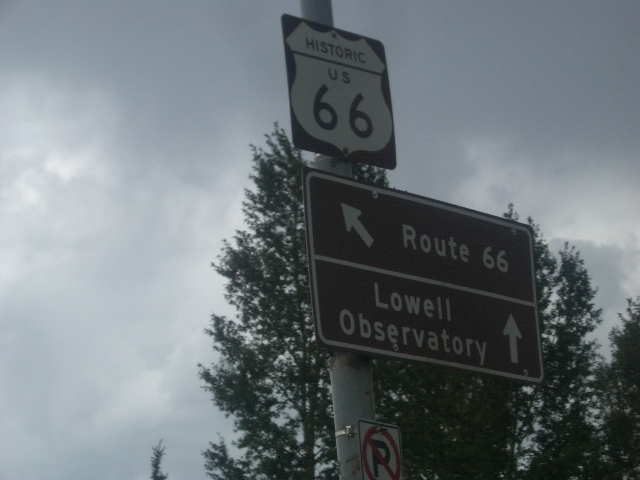 HISTORIC
US
66
Route 66
Lowell
Observatory
P